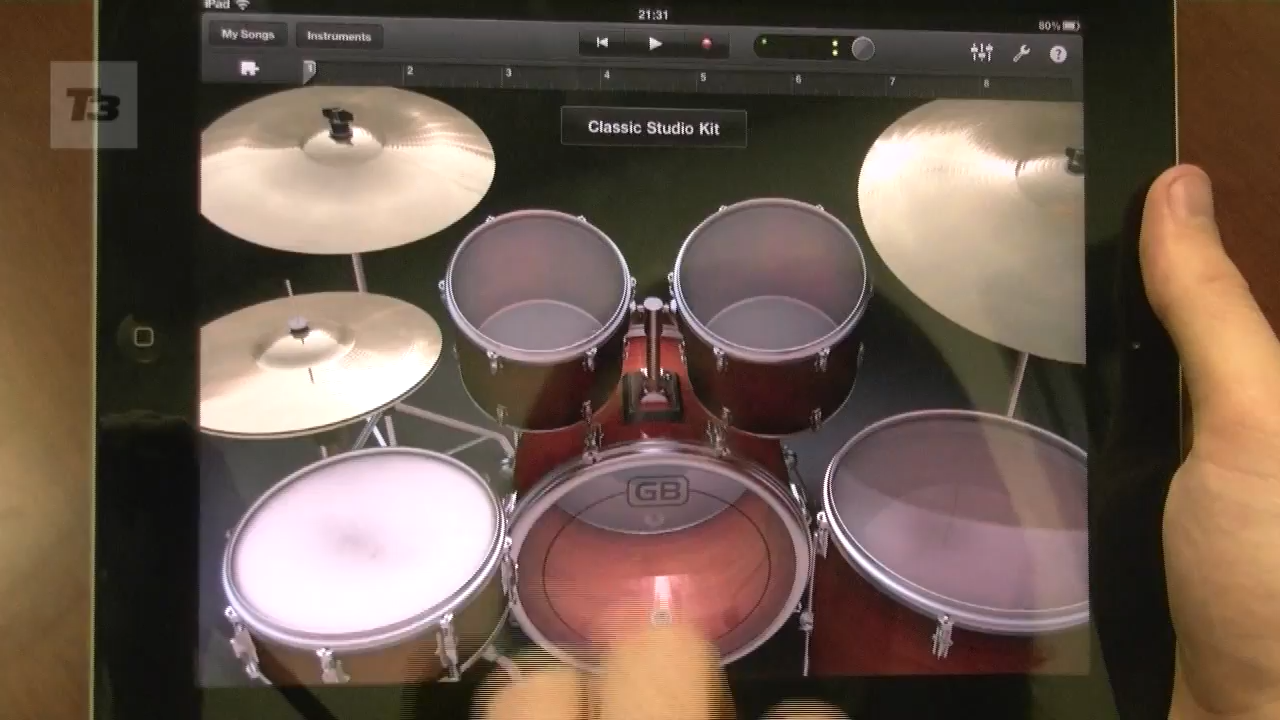 iPad
21:31
80%
My Songs
Instruments
1 2 3 4 5 6 7 8
?
T3
Classic Studio Kit
GB